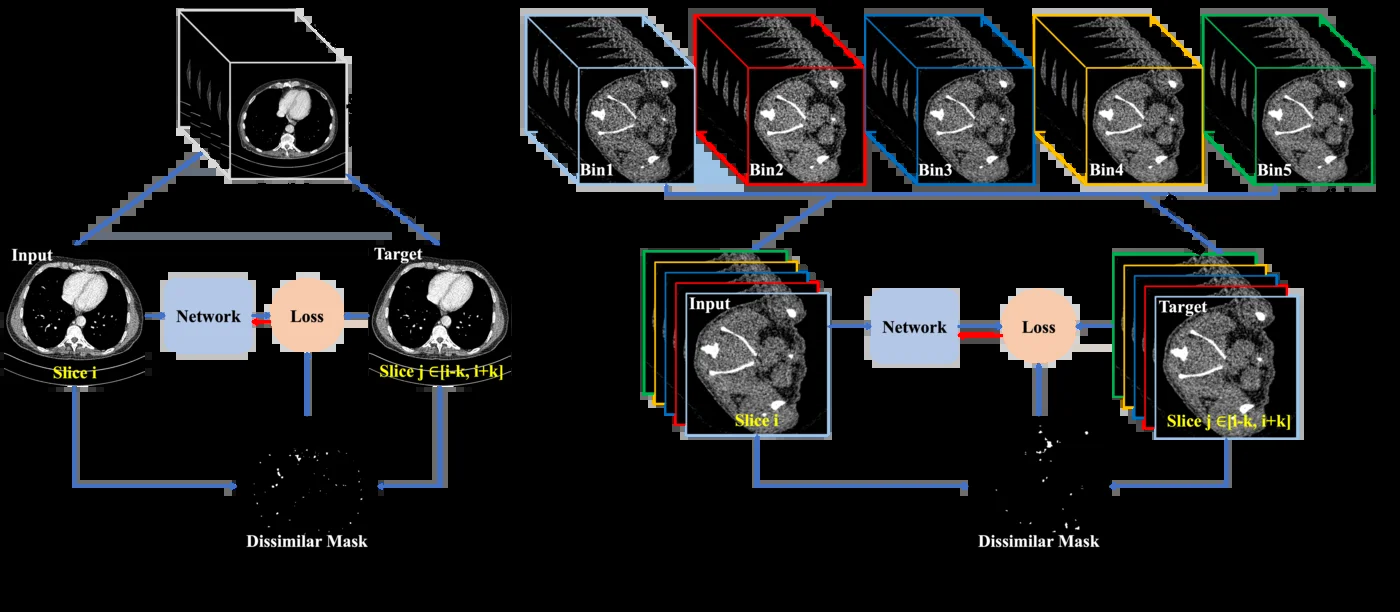 Bin1
Bin2
Bin3
Bin4
Bin5
Input
Target
Network
Loss
Slice i
Slice j ∈[i-k, i+k]
Dissimilar Mask
Input
Target
Network
Loss
Slice i
Slice j ∈[i-k, i+k]
Dissimilar Mask